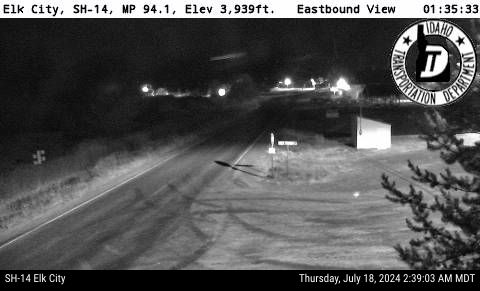 Elk City, SH-14, MP 94.1, Elev 3,939ft. Eastbound View 01:35:33
IDAHO
TRANSPORTATION DEPARTMENT
SH-14 Elk City Thursday, July 18, 2024 2:39:03 AM MDT